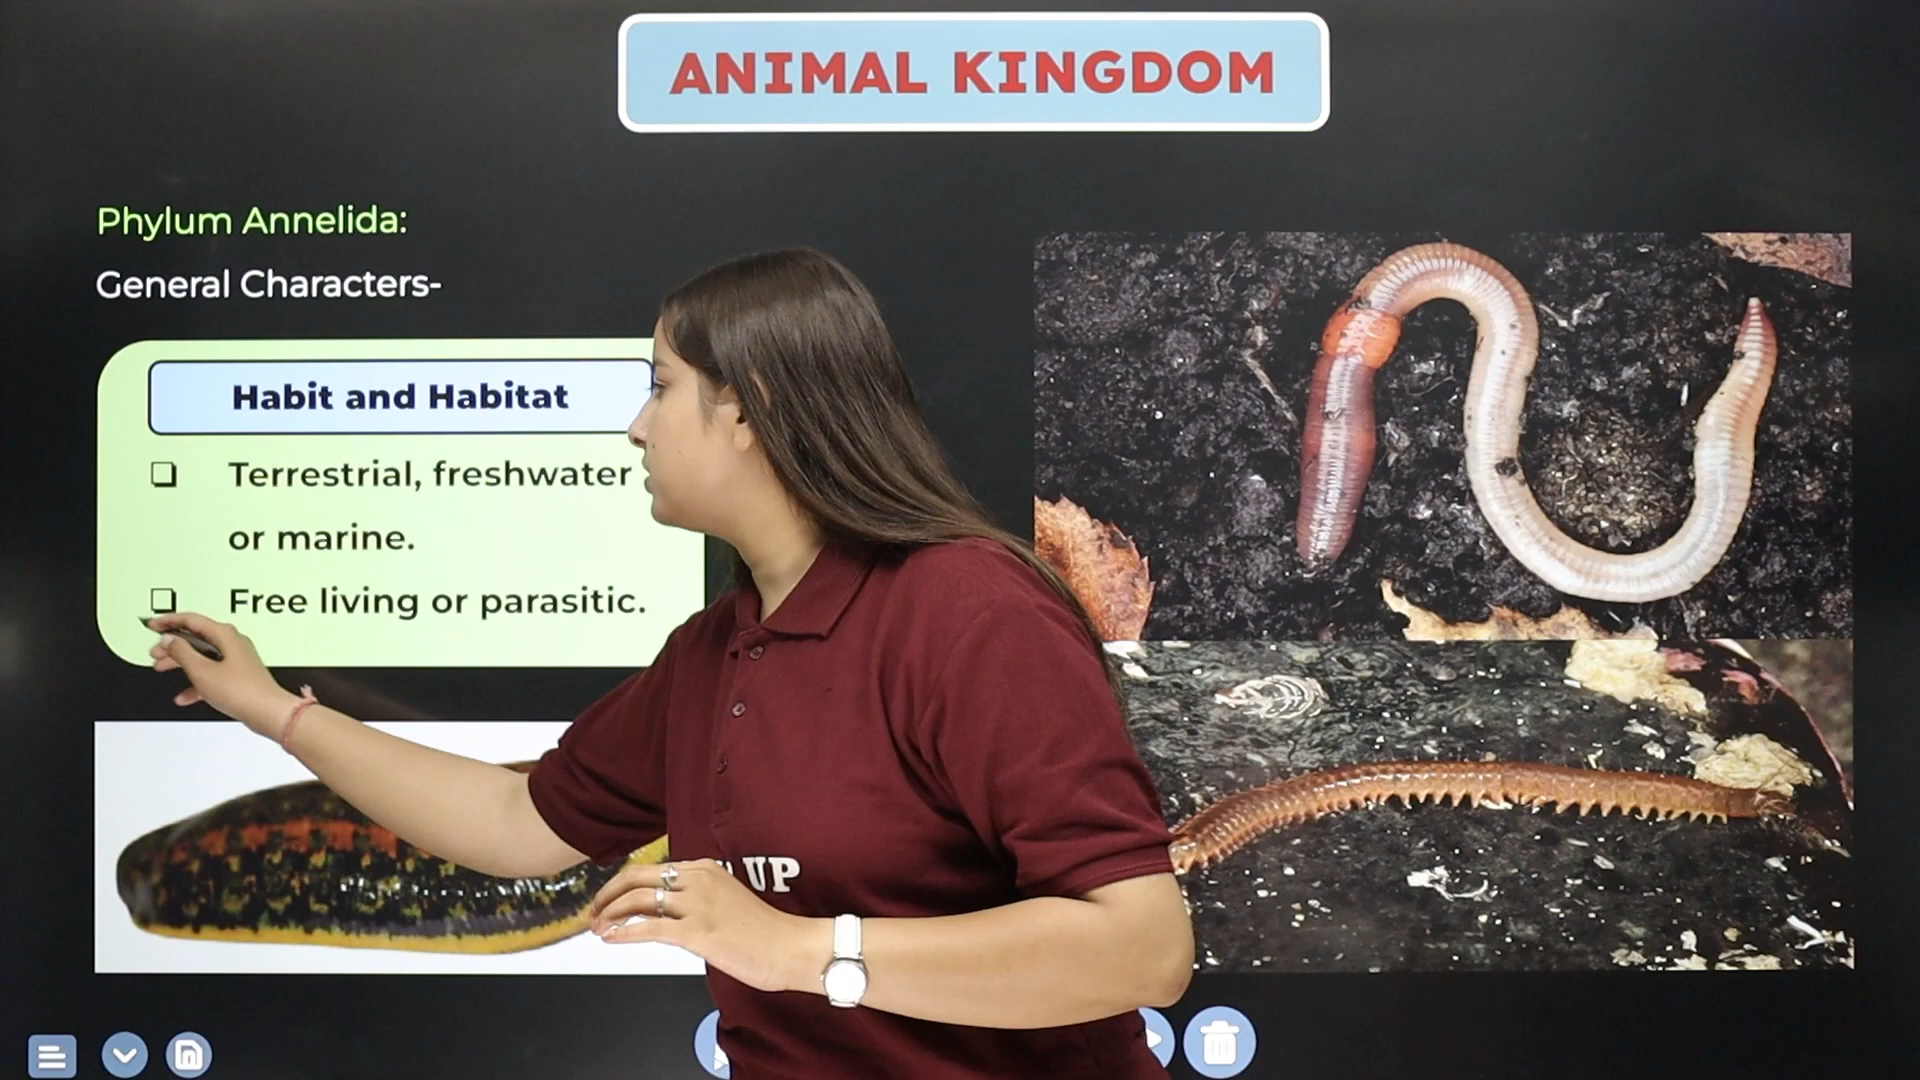 ANIMAL KINGDOM
Phylum Annelida:
General Characters-
Habit and Habitat
❑ Terrestrial, freshwater
or marine.
❑ Free living or parasitic.
UP